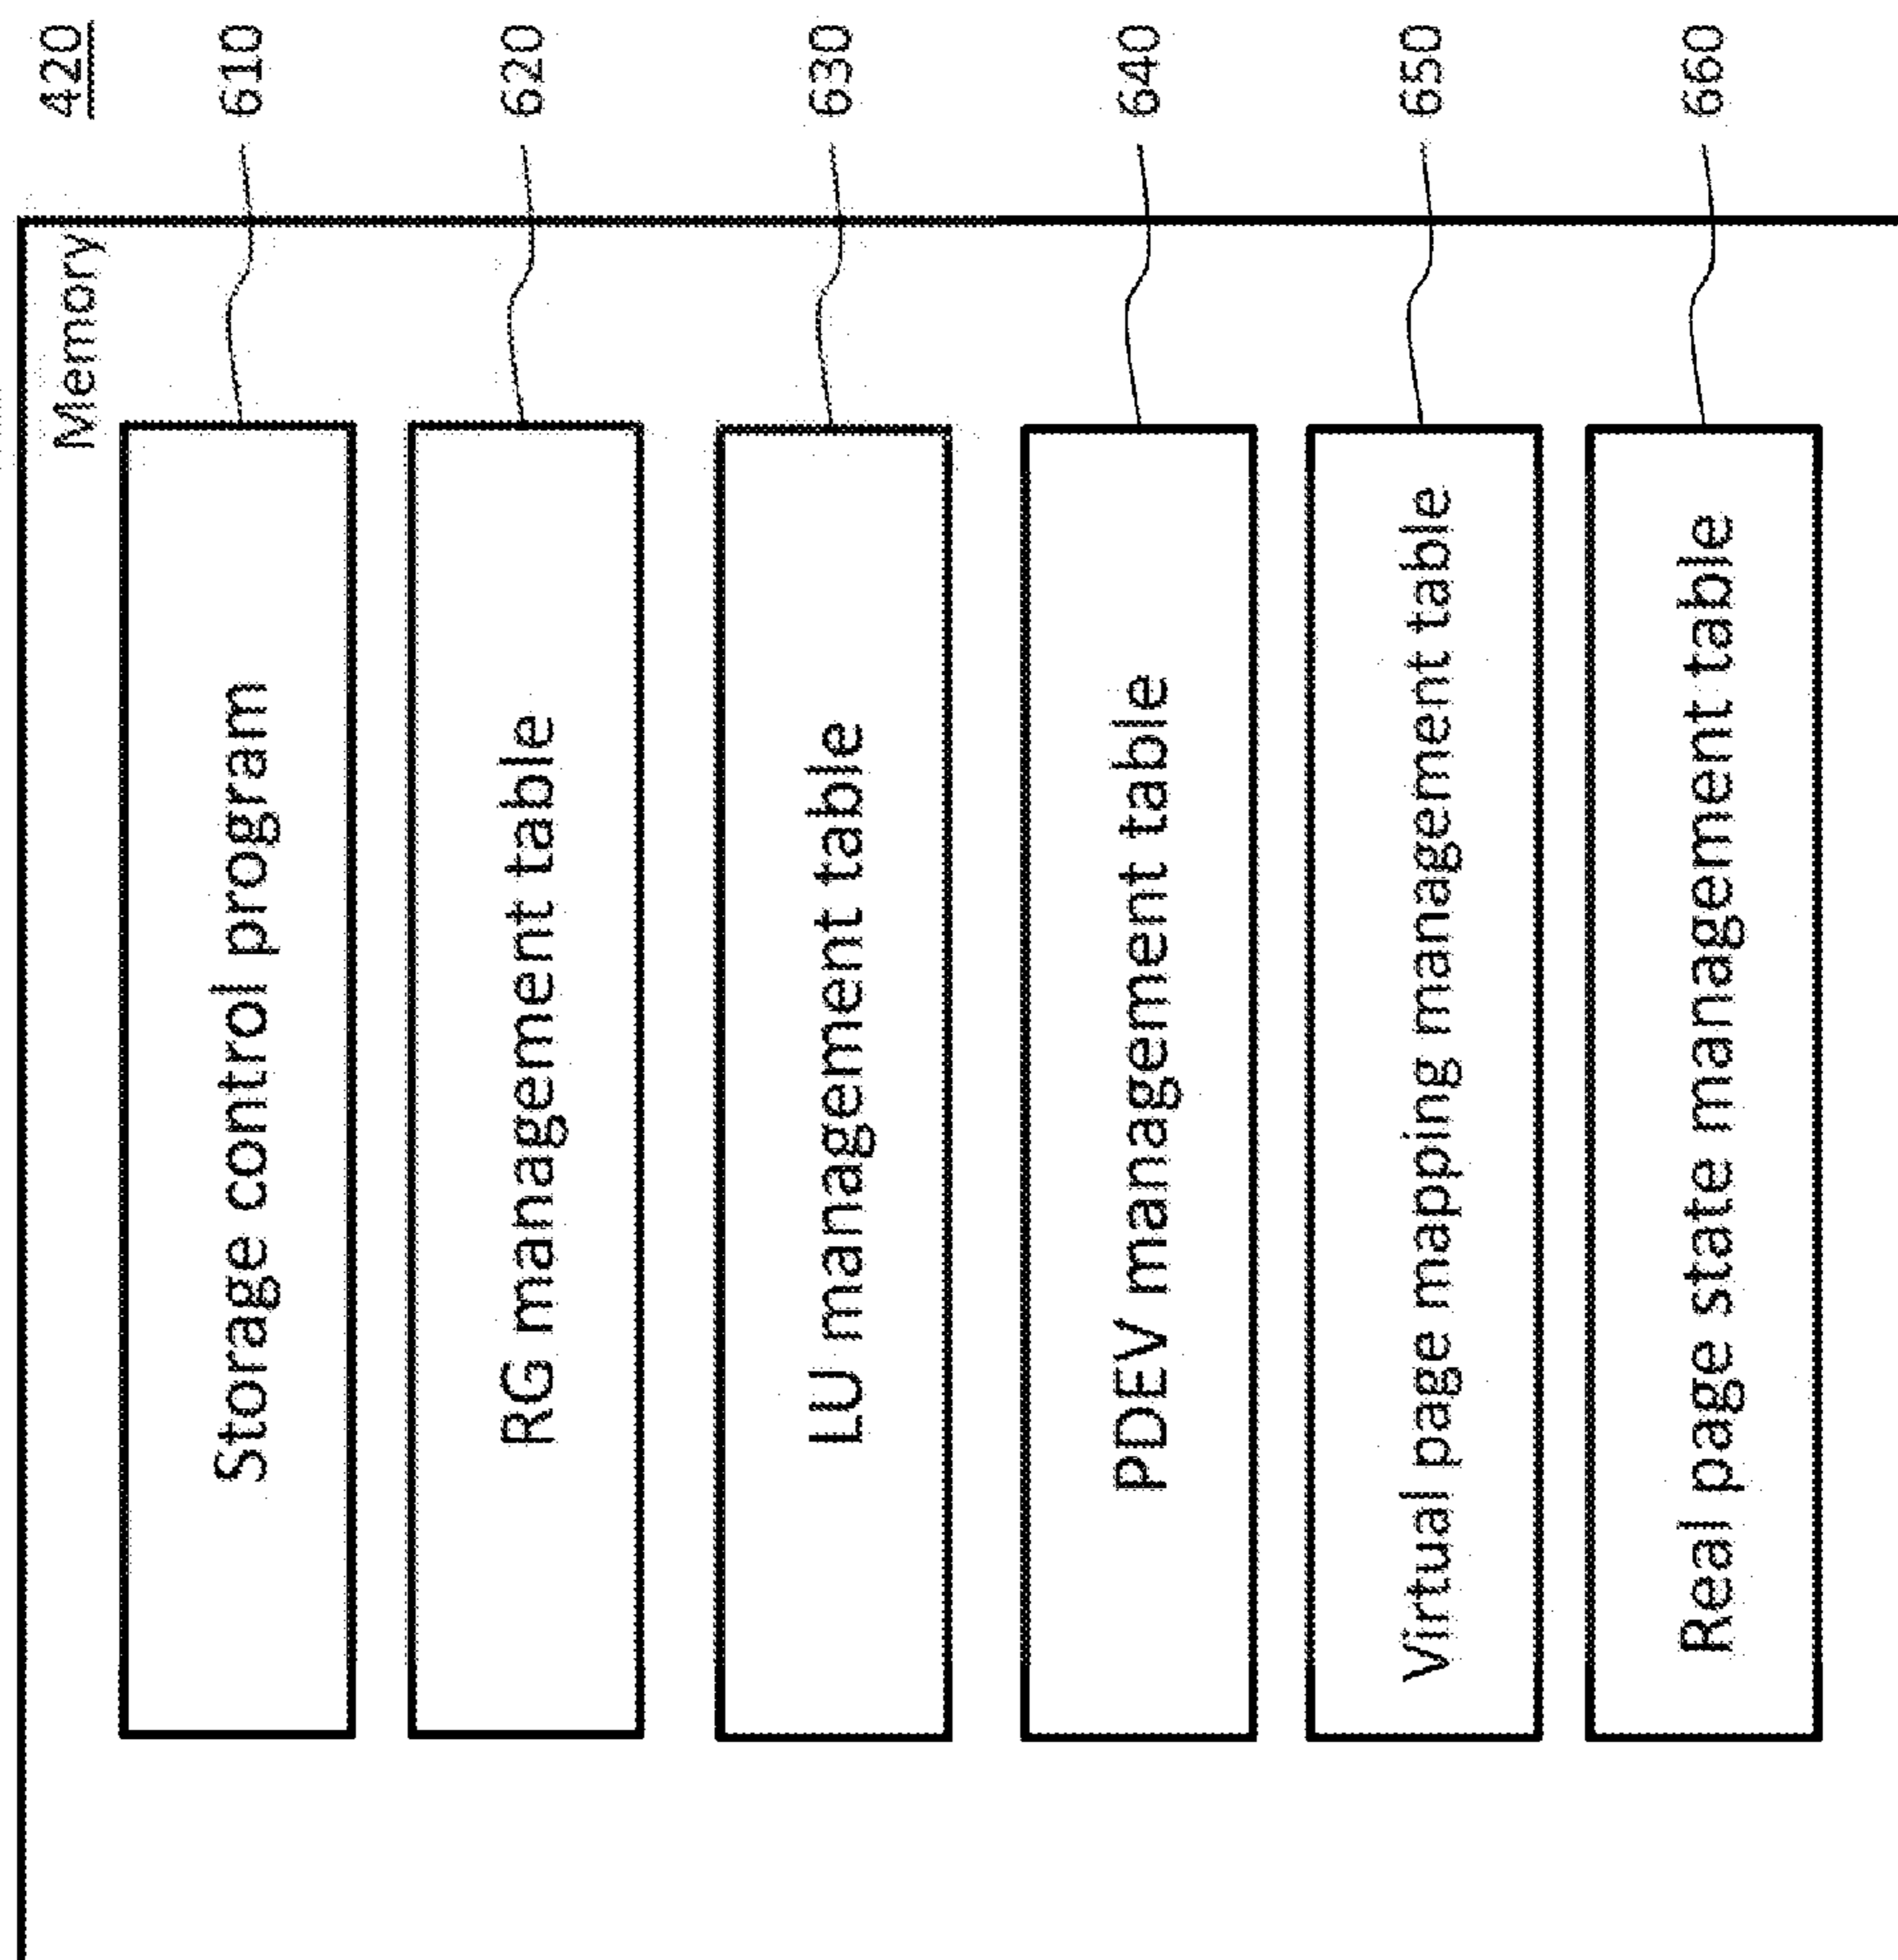 420
Memory
Storage control program 610
RG management table 620
LU management table 630
PDEV management table 640
Virtual page mapping management table 650
Real page state management table 660